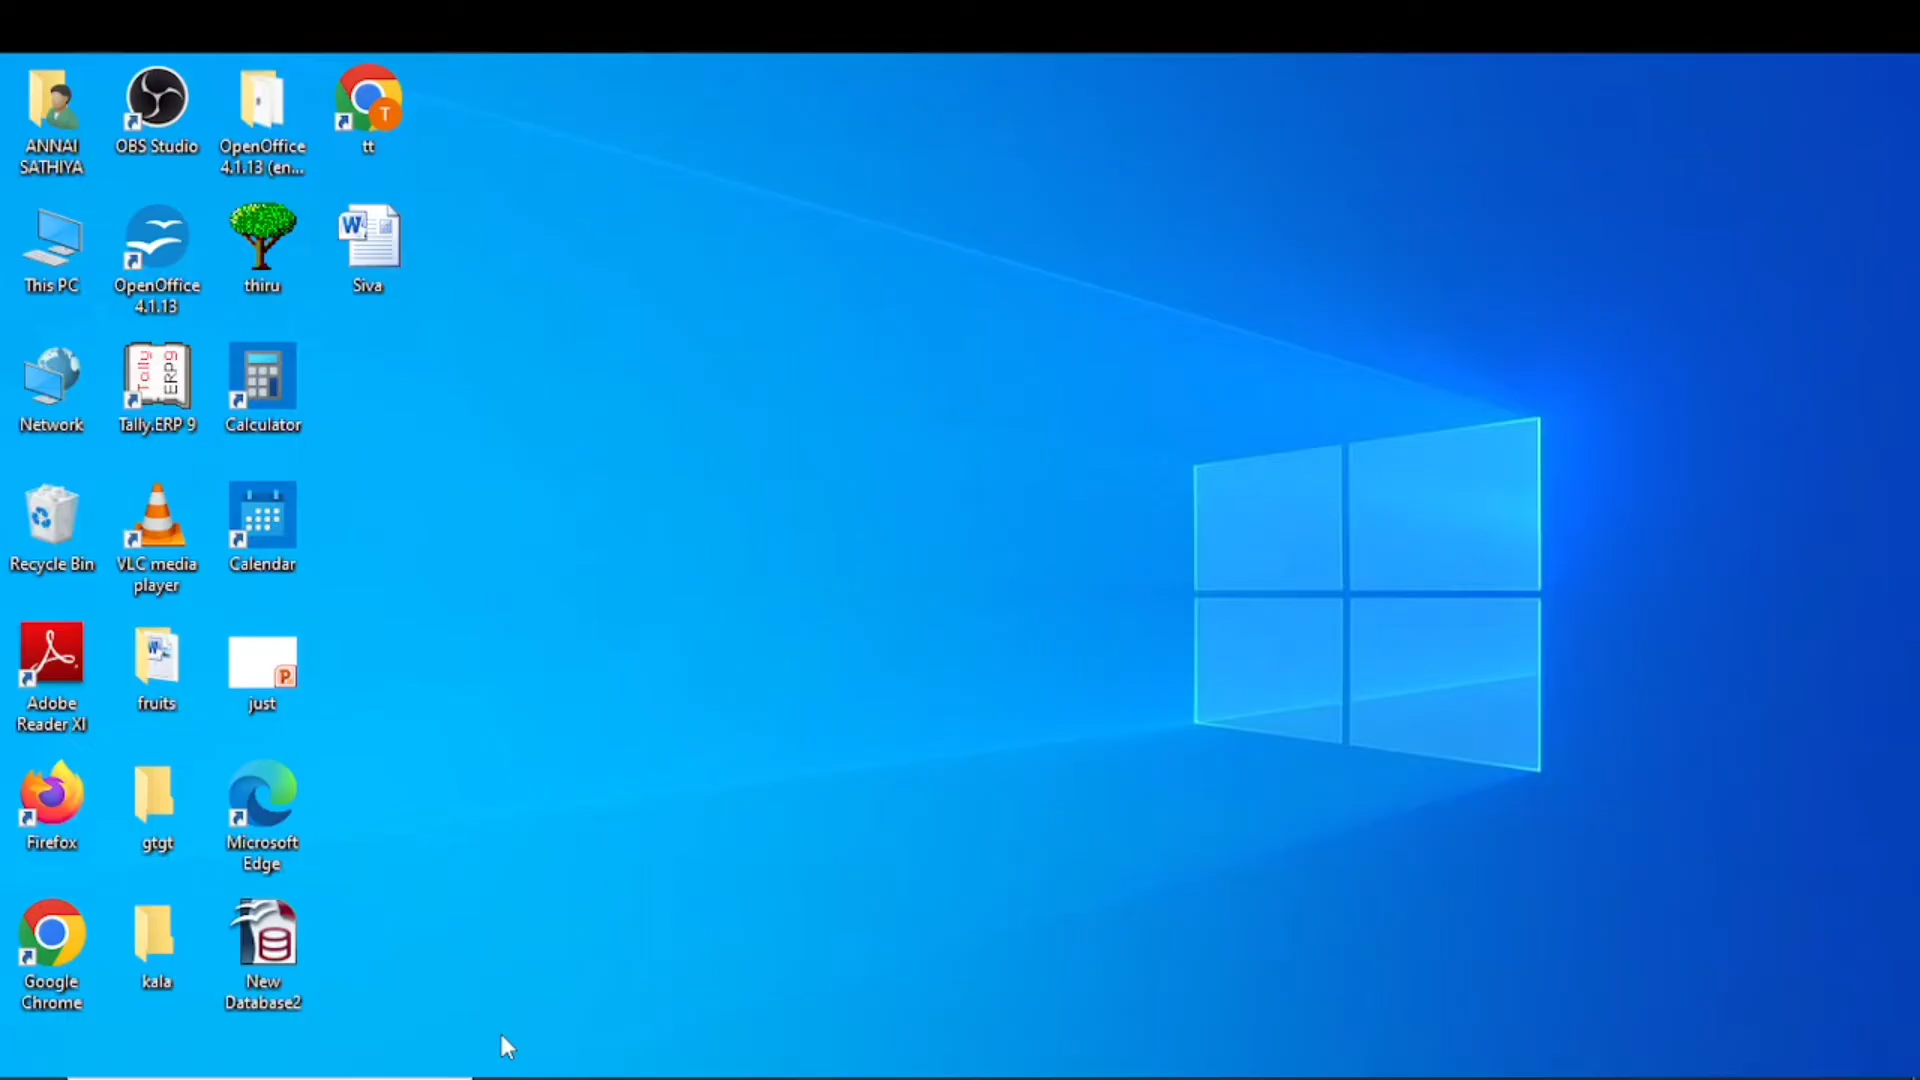 ANNAI
SATHIYA
OBS Studio
OpenOffice
4.1.13 (en...
T
tt
This PC
OpenOffice
4.1.13
thiru
W
Siva
Network
Tally
ERP9
Tally.ERP 9
Calculator
Recycle Bin
VLC media
player
Calendar
Adobe
Reader XI
W
fruits
P
just
Firefox
gtgt
Microsoft
Edge
Google
Chrome
kala
New
Database2